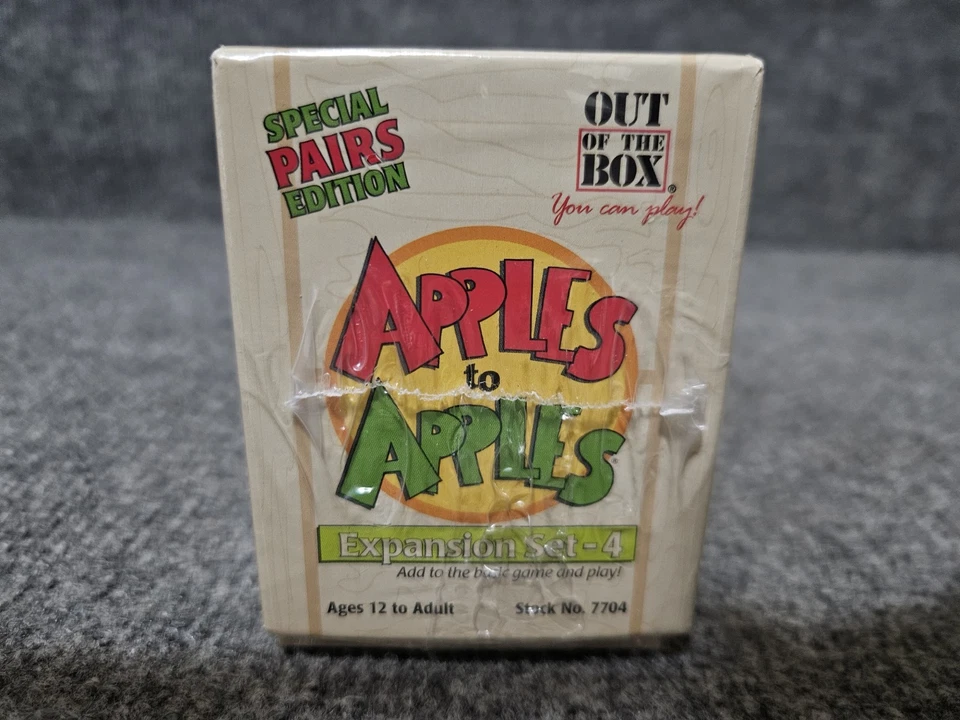 SPECIAL
PAIRS
EDITION
OUT
OF THE
BOX®
You can play!
APPLES
to
APPLES
Expansion Set-4
Add to the basic game and play!
Ages 12 to Adult
Stock No. 7704